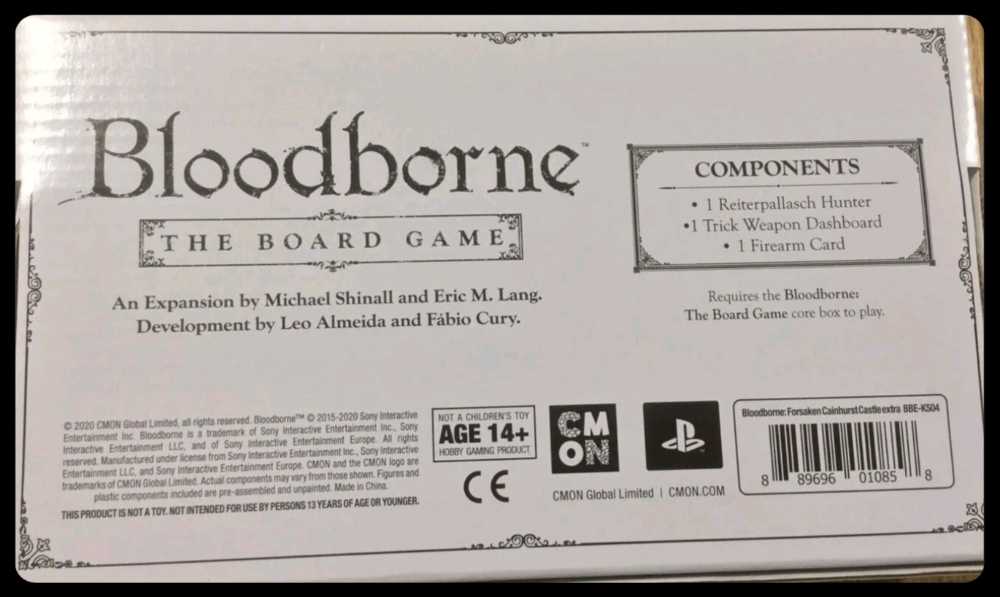 Bloodborne™
THE BOARD GAME
An Expansion by Michael Shinall and Eric M. Lang.
Development by Leo Almeida and Fábio Cury.
COMPONENTS
• 1 Reiterpallasch Hunter
•1 Trick Weapon Dashboard
• 1 Firearm Card
Requires the Bloodborne:
The Board Game core box to play.
© 2020 CMON Global Limited, all rights reserved. Bloodborne™ © 2015-2020 Sony Interactive
Entertainment Inc. Bloodborne is a trademark of Sony Interactive Entertainment Inc., Sony
Interactive Entertainment LLC, and of Sony Interactive Entertainment Europe. All rights
reserved. Manufactured under license from Sony Interactive Entertainment Inc., Sony Interactive
Entertainment LLC, and Sony Interactive Entertainment Europe. CMON and the CMON logo are
trademarks of CMON Global Limited. Actual components may vary from those shown. Figures and
plastic components included are pre-assembled and unpainted. Made in China.
THIS PRODUCT IS NOT A TOY. NOT INTENDED FOR USE BY PERSONS 13 YEARS OF AGE OR YOUNGER.
NOT A CHILDREN'S TOY
AGE 14+
HOBBY GAMING PRODUCT
CE
CM
ON
CMON Global Limited | CMON.COM
Bloodborne: Forsaken Cainhurst Castle extra BBE-KS04
8 89696 01085 8